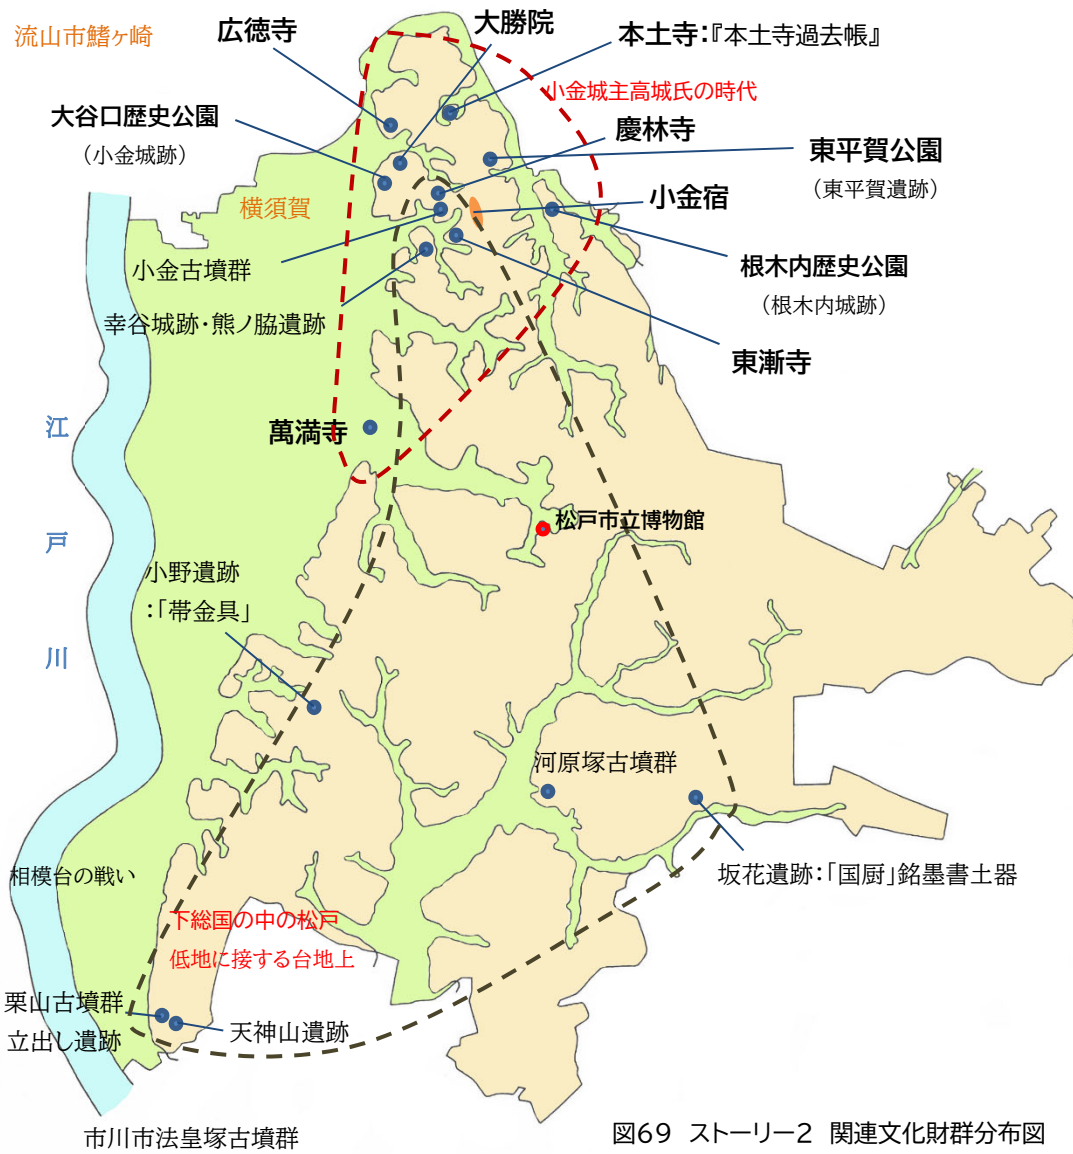 流山市鰭ヶ崎
広徳寺
大勝院
本土寺：『本土寺過去帳』
小金城主高城氏の時代
大谷口歴史公園
（小金城跡）
慶林寺
東平賀公園
（東平賀遺跡）
横須賀
小金宿
小金古墳群
根木内歴史公園
（根木内城跡）
幸谷城跡・熊ノ脇遺跡
東漸寺
江戸川
萬満寺
松戸市立博物館
小野遺跡
：「帯金具」
河原塚古墳群
相模台の戦い
坂花遺跡：「国厨」銘墨書土器
下総国の中の松戸
低地に接する台地上
栗山古墳群
立出し遺跡
天神山遺跡
市川市法皇塚古墳群
図69 ストーリー2 関連文化財群分布図